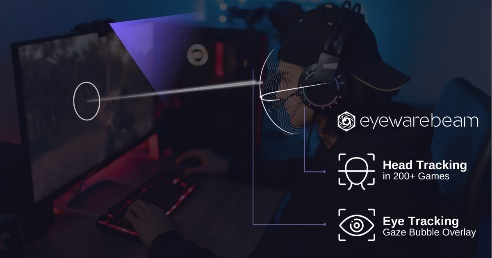 eyewarebeam
Head Tracking
in 200+ Games
Eye Tracking
Gaze Bubble Overlay